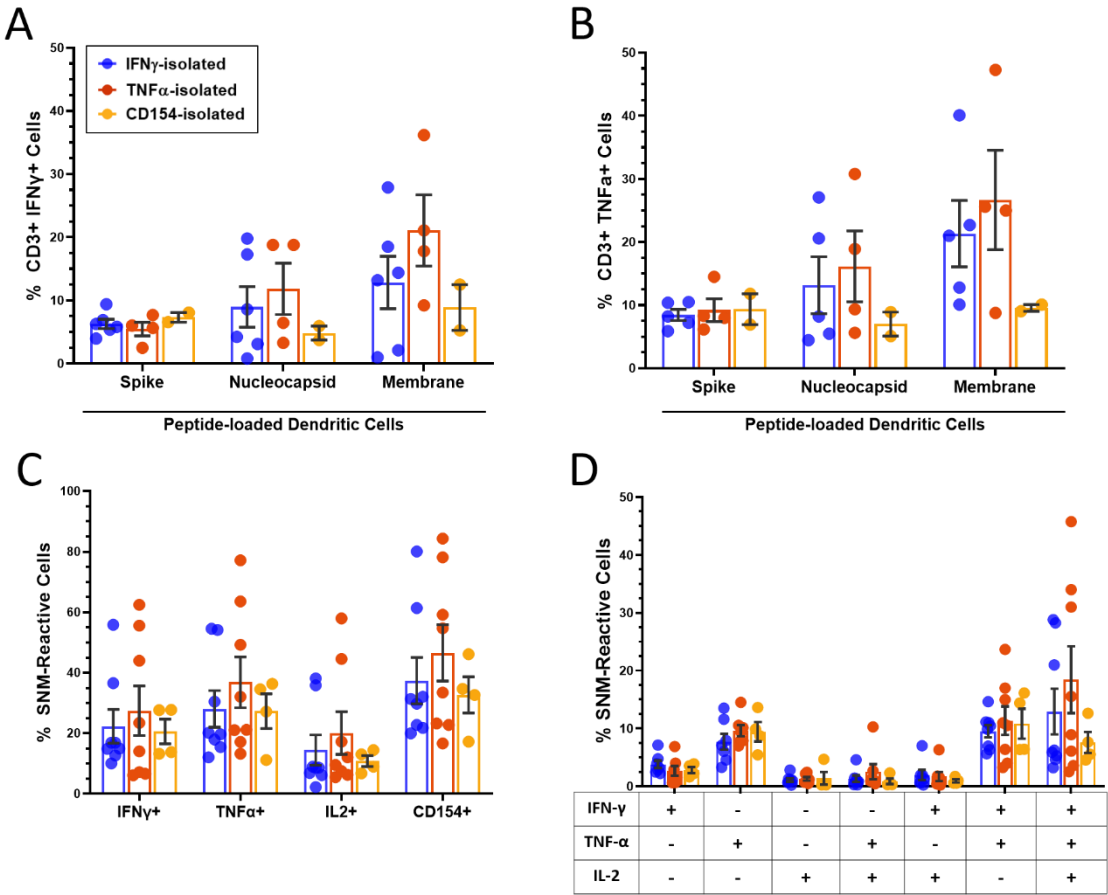 A
% CD3+ IFNγ+ Cells
50
40
30
20
10
0
IFNγ-isolated
TNFα-isolated
CD154-isolated
Spike Nucleocapsid Membrane
Peptide-loaded Dendritic Cells
B
% CD3+ TNFa+ Cells
50
40
30
20
10
0
Spike Nucleocapsid Membrane
Peptide-loaded Dendritic Cells
C
% SNM-Reactive Cells
100
80
60
40
20
0
IFNγ+ TNFα+ IL2+ CD154+
D
% SNM-Reactive Cells
50
40
30
20
10
0
IFN-γ + - - - + + +
TNF-α - + - + - + +
IL-2 - - + + + - +